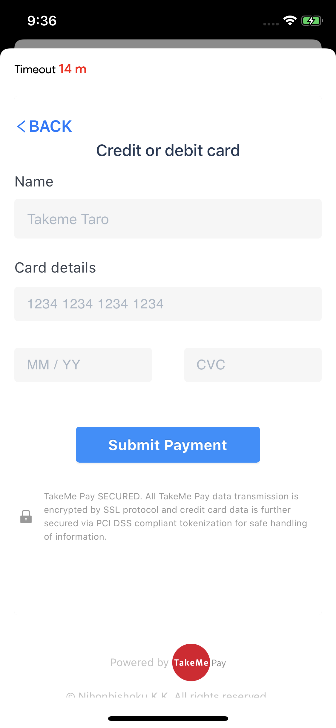 9:36
Timeout 14 m
BACK
Credit or debit card
Name
Takeme Taro
Card details
1234 1234 1234 1234
MM / YY
CVC
Submit Payment
TakeMe Pay SECURED. All TakeMe Pay data transmission is
encrypted by SSL protocol and credit card data is further
secured via PCI DSS compliant tokenization for safe handling
of information.
Powered by TakeMe Pay
© Nihonbishoku K.K. All rights reserved